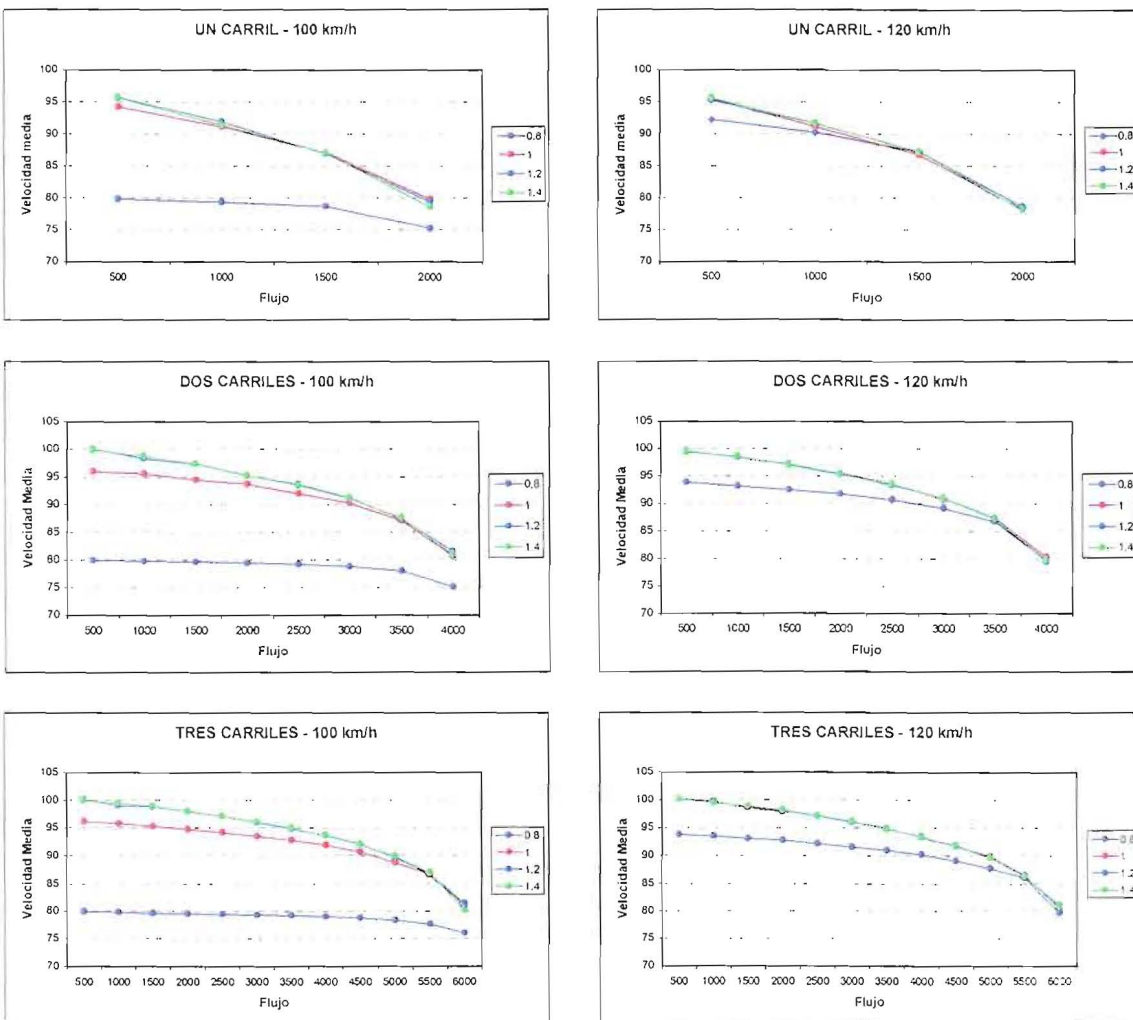 UN CARRIL - 100 km/h
Velocidad media
100
95
90
85
80
75
70
500 1000 1500 2000
Flujo
0.8
1
1.2
1.4
UN CARRIL - 120 km/h
Velocidad media
100
95
90
85
80
75
70
500 1000 1500 2000
Flujo
0.8
1
1.2
1.4
DOS CARRILES - 100 km/h
Velocidad Media
105
100
95
90
85
80
75
70
500 1000 1500 2000 2500 3000 3500 4000
Flujo
0.8
1
1.2
1.4
DOS CARRILES - 120 km/h
Velocidad Media
105
100
95
90
85
80
75
70
500 1000 1500 2000 2500 3000 3500 4000
Flujo
0.8
1
1.2
1.4
TRES CARRILES - 100 km/h
Velocidad Media
105
100
95
90
85
80
75
70
500 1000 1500 2000 2500 3000 3500 4000 4500 5000 5500 6000
Flujo
0.8
1
1.2
1.4
TRES CARRILES - 120 km/h
Velocidad Media
105
100
95
90
85
80
75
70
500 1000 1500 2000 2500 3000 3500 4000 4500 5000 5500 6000
Flujo
0.8
1
1.2
1.4